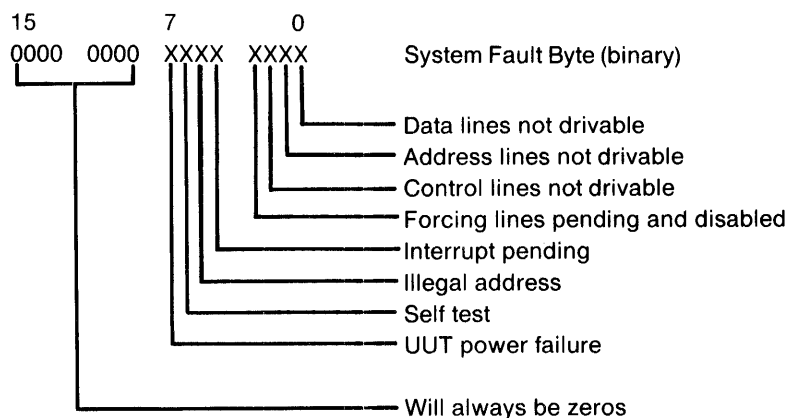 15 7 0
0000 0000 XXXX XXXX System Fault Byte (binary)
Data lines not drivable
Address lines not drivable
Control lines not drivable
Forcing lines pending and disabled
Interrupt pending
Illegal address
Self test
UUT power failure
Will always be zeros